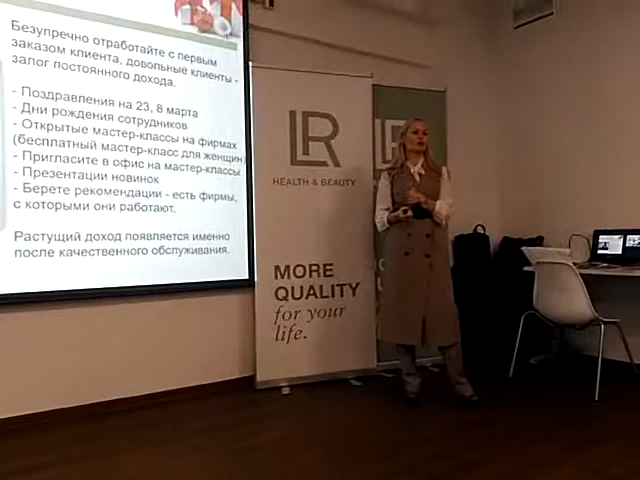 Безупречно отработайте с первым
заказом клиента, довольные клиенты -
залог постоянного дохода.
- Поздравления на 23, 8 марта
- Дни рождения сотрудников
- Открытые мастер-классы на фирмах
(бесплатный мастер-класс для женщин)
- Пригласите в офис на мастер-классы
- Презентации новинок
- Берете рекомендации - есть фирмы,
с которыми они работают.
Растущий доход появляется именно
после качественного обслуживания.
LR
HEALTH & BEAUTY
MORE
QUALITY
for your
life.
LR